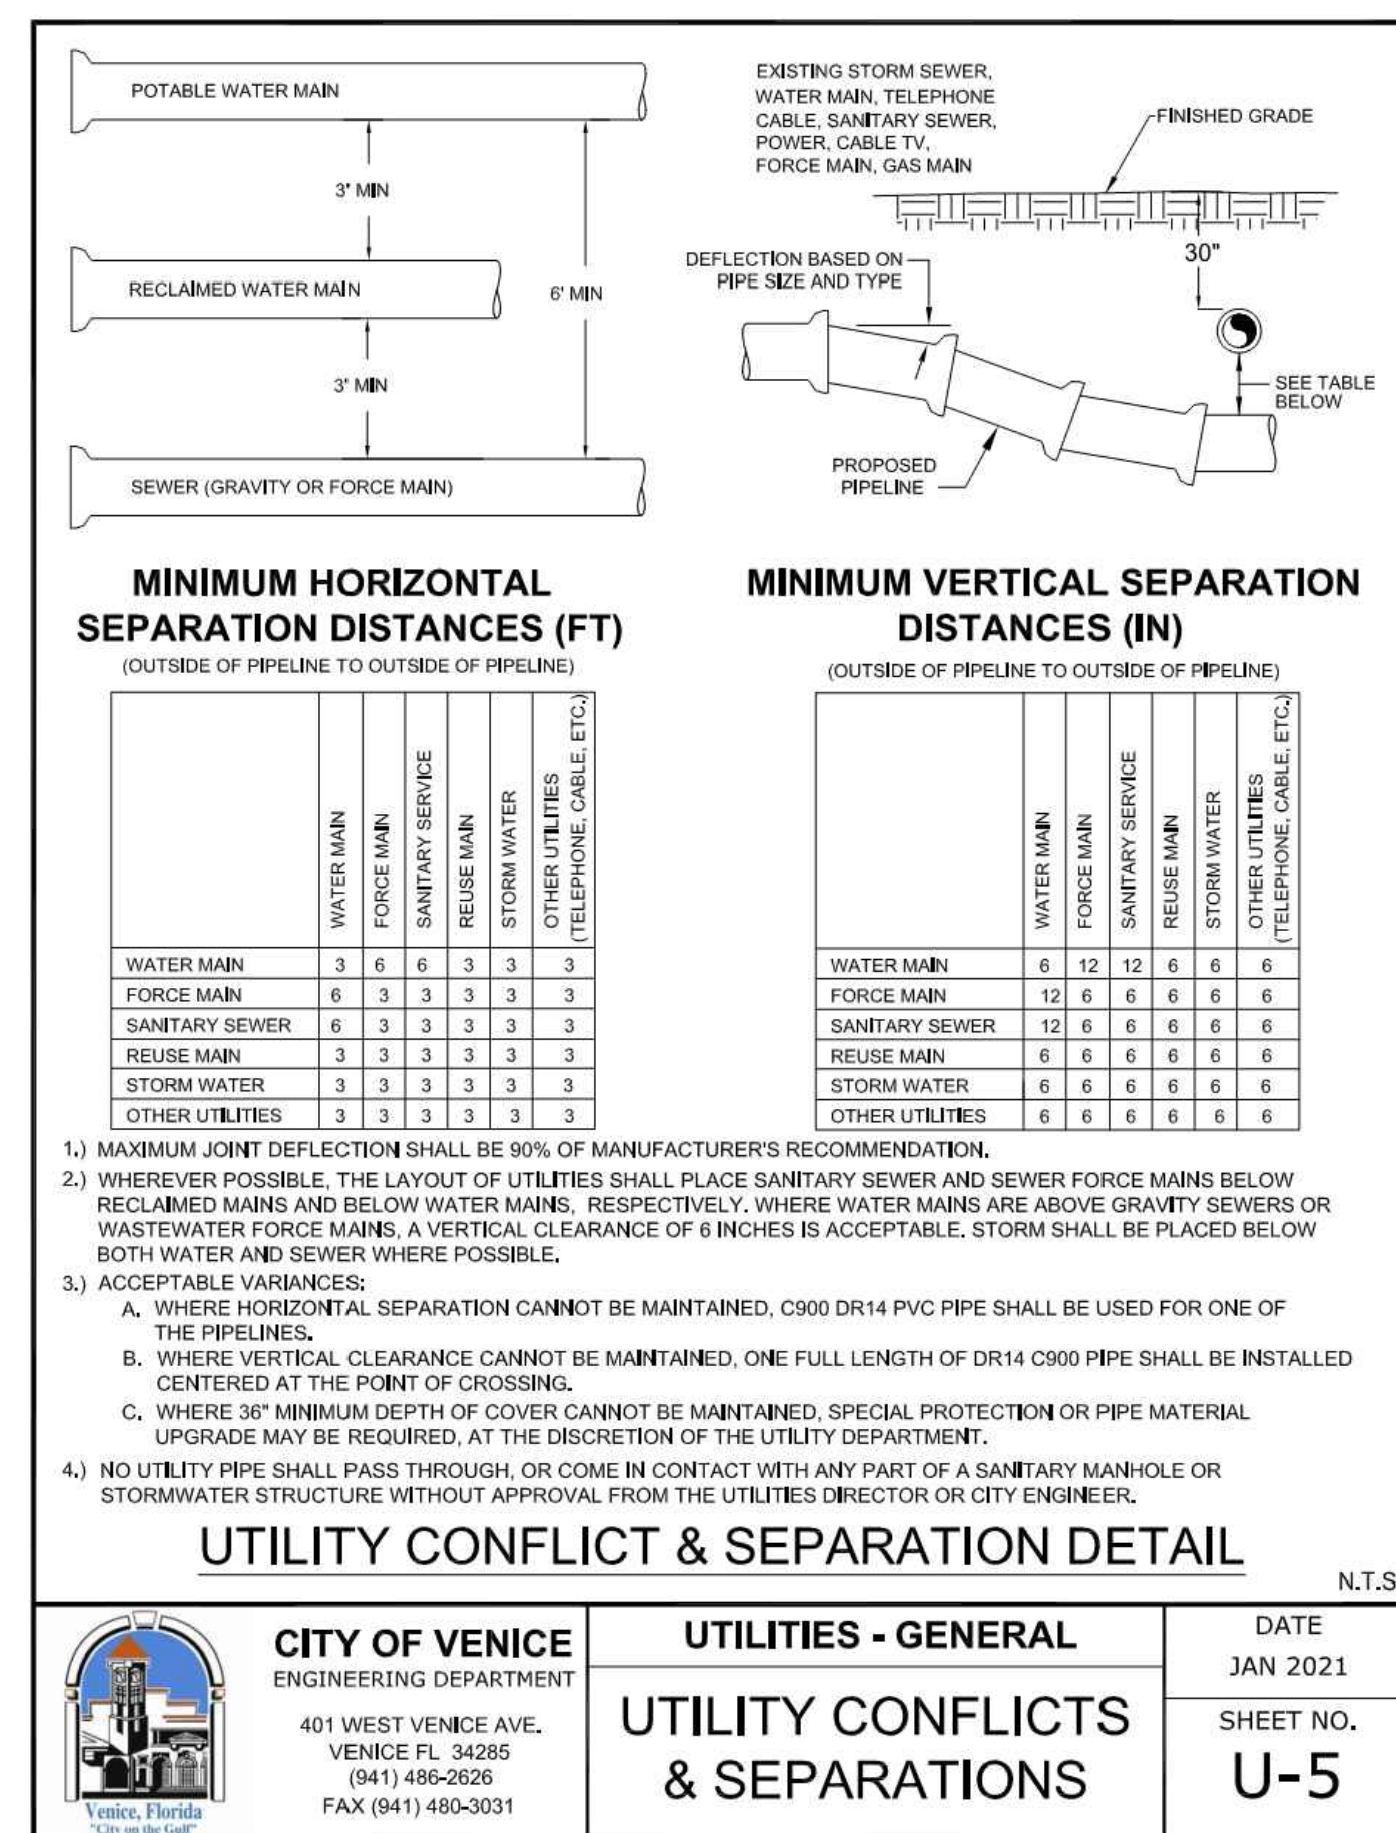 POTABLE WATER MAIN
3' MIN
RECLAIMED WATER MAIN
6' MIN
3' MIN
SEWER (GRAVITY OR FORCE MAIN)
EXISTING STORM SEWER,
WATER MAIN, TELEPHONE
CABLE, SANITARY SEWER,
POWER, CABLE TV,
FORCE MAIN, GAS MAIN
FINISHED GRADE
30"
DEFLECTION BASED ON
PIPE SIZE AND TYPE
SEE TABLE
BELOW
PROPOSED
PIPELINE
MINIMUM HORIZONTAL
SEPARATION DISTANCES (FT)
(OUTSIDE OF PIPELINE TO OUTSIDE OF PIPELINE)
WATER MAIN
FORCE MAIN
SANITARY SERVICE
REUSE MAIN
STORM WATER
OTHER UTILITIES
(TELEPHONE, CABLE, ETC.)
WATER MAIN 3 6 6 3 3 3
FORCE MAIN 6 3 3 3 3 3
SANITARY SEWER 6 3 3 3 3 3
REUSE MAIN 3 3 3 3 3 3
STORM WATER 3 3 3 3 3 3
OTHER UTILITIES 3 3 3 3 3 3
MINIMUM VERTICAL SEPARATION
DISTANCES (IN)
(OUTSIDE OF PIPELINE TO OUTSIDE OF PIPELINE)
WATER MAIN
FORCE MAIN
SANITARY SERVICE
REUSE MAIN
STORM WATER
OTHER UTILITIES
(TELEPHONE, CABLE, ETC.)
WATER MAIN 6 12 12 6 6 6
FORCE MAIN 12 6 6 6 6 6
SANITARY SEWER 12 6 6 6 6 6
REUSE MAIN 6 6 6 6 6 6
STORM WATER 6 6 6 6 6 6
OTHER UTILITIES 6 6 6 6 6 6
1.) MAXIMUM JOINT DEFLECTION SHALL BE 90% OF MANUFACTURER'S RECOMMENDATION.
2.) WHEREVER POSSIBLE, THE LAYOUT OF UTILITIES SHALL PLACE SANITARY SEWER AND SEWER FORCE MAINS BELOW
RECLAIMED MAINS AND BELOW WATER MAINS, RESPECTIVELY. WHERE WATER MAINS ARE ABOVE GRAVITY SEWERS OR
WASTEWATER FORCE MAINS, A VERTICAL CLEARANCE OF 6 INCHES IS ACCEPTABLE. STORM SHALL BE PLACED BELOW
BOTH WATER AND SEWER WHERE POSSIBLE.
3.) ACCEPTABLE VARIANCES:
A. WHERE HORIZONTAL SEPARATION CANNOT BE MAINTAINED, C900 DR14 PVC PIPE SHALL BE USED FOR ONE OF
THE PIPELINES.
B. WHERE VERTICAL CLEARANCE CANNOT BE MAINTAINED, ONE FULL LENGTH OF DR14 C900 PIPE SHALL BE INSTALLED
CENTERED AT THE POINT OF CROSSING.
C. WHERE 36" MINIMUM DEPTH OF COVER CANNOT BE MAINTAINED, SPECIAL PROTECTION OR PIPE MATERIAL
UPGRADE MAY BE REQUIRED, AT THE DISCRETION OF THE UTILITY DEPARTMENT.
4.) NO UTILITY PIPE SHALL PASS THROUGH, OR COME IN CONTACT WITH ANY PART OF A SANITARY MANHOLE OR
STORMWATER STRUCTURE WITHOUT APPROVAL FROM THE UTILITIES DIRECTOR OR CITY ENGINEER.
UTILITY CONFLICT & SEPARATION DETAIL
N.T.S
Venice, Florida
"City on the Gulf"
CITY OF VENICE
ENGINEERING DEPARTMENT
401 WEST VENICE AVE.
VENICE FL 34285
(941) 486-2626
FAX (941) 480-3031
UTILITIES - GENERAL
UTILITY CONFLICTS
& SEPARATIONS
DATE
JAN 2021
SHEET NO.
U-5